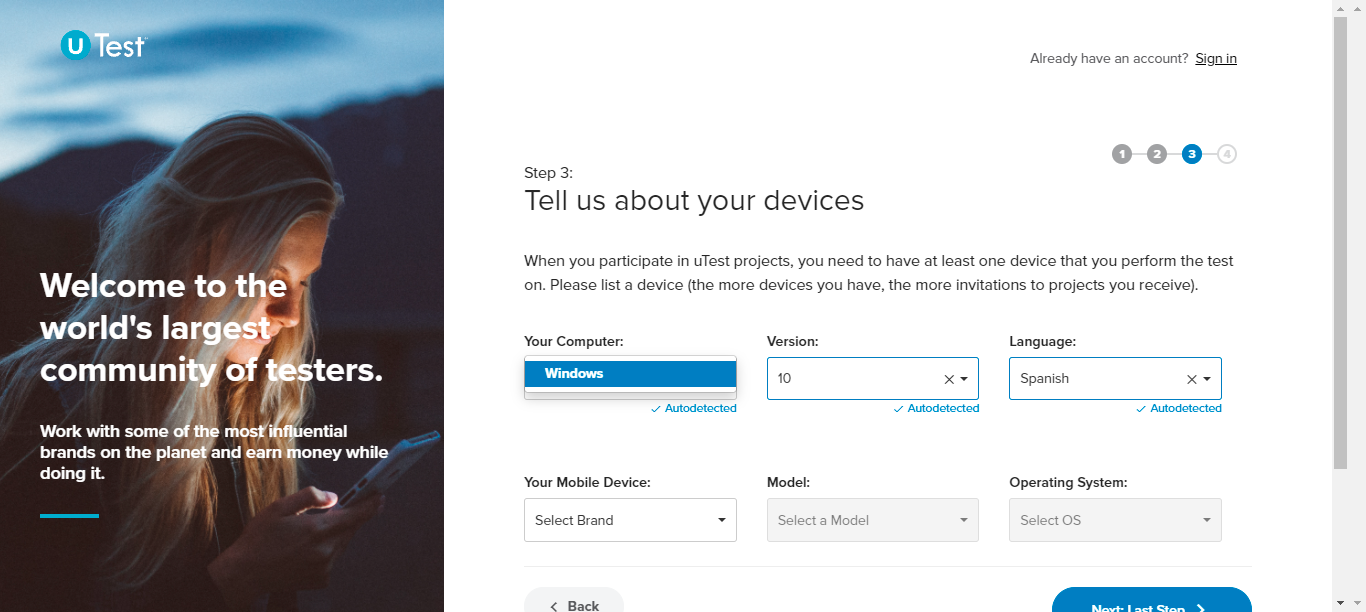 uTest
Already have an account? Sign in
1 2 3 4
Step 3:
Tell us about your devices
Welcome to the
world's largest
community of testers.
Work with some of the most influential
brands on the planet and earn money while
doing it.
When you participate in uTest projects, you need to have at least one device that you perform the test
on. Please list a device (the more devices you have, the more invitations to projects you receive).
Your Computer: Version: Language:
Windows 10 Spanish
Autodetected Autodetected Autodetected
Your Mobile Device: Model: Operating System:
Select Brand Select a Model Select OS
Back Next: Last Step